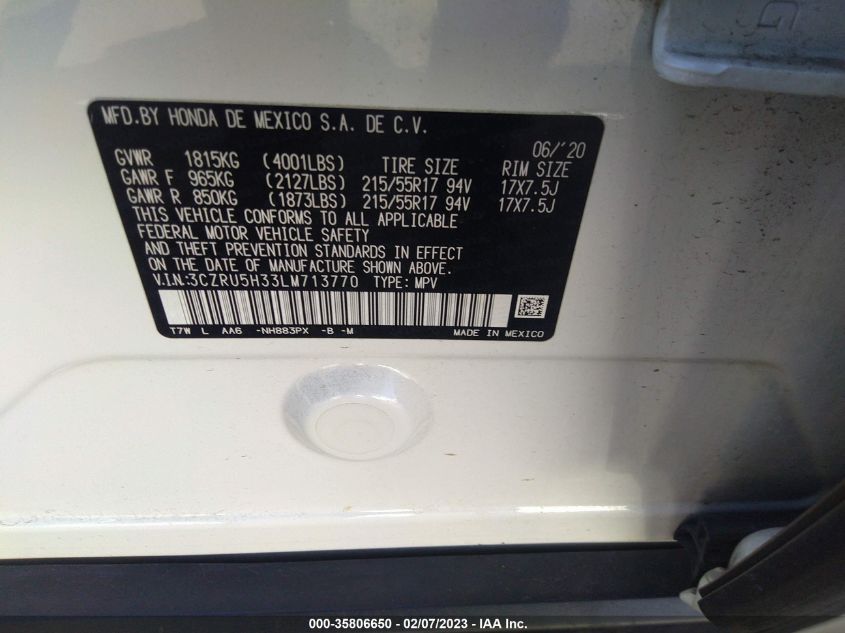 MFD.BY HONDA DE MEXICO S.A. DE C.V.
06/'20
GVWR 1815KG (4001LBS) TIRE SIZE RIM SIZE
GAWR F 965KG (2127LBS) 215/55R17 94V 17X7.5J
GAWR R 850KG (1873LBS) 215/55R17 94V 17X7.5J
THIS VEHICLE CONFORMS TO ALL APPLICABLE
FEDERAL MOTOR VEHICLE SAFETY
AND THEFT PREVENTION STANDARDS IN EFFECT
ON THE DATE OF MANUFACTURE SHOWN ABOVE.
V.I.N:3CZRU5H33LM713770 TYPE: MPV
T7W L AA6 -NH883PX -B -M MADE IN MEXICO
000-35806650 - 02/07/2023 - IAA Inc.